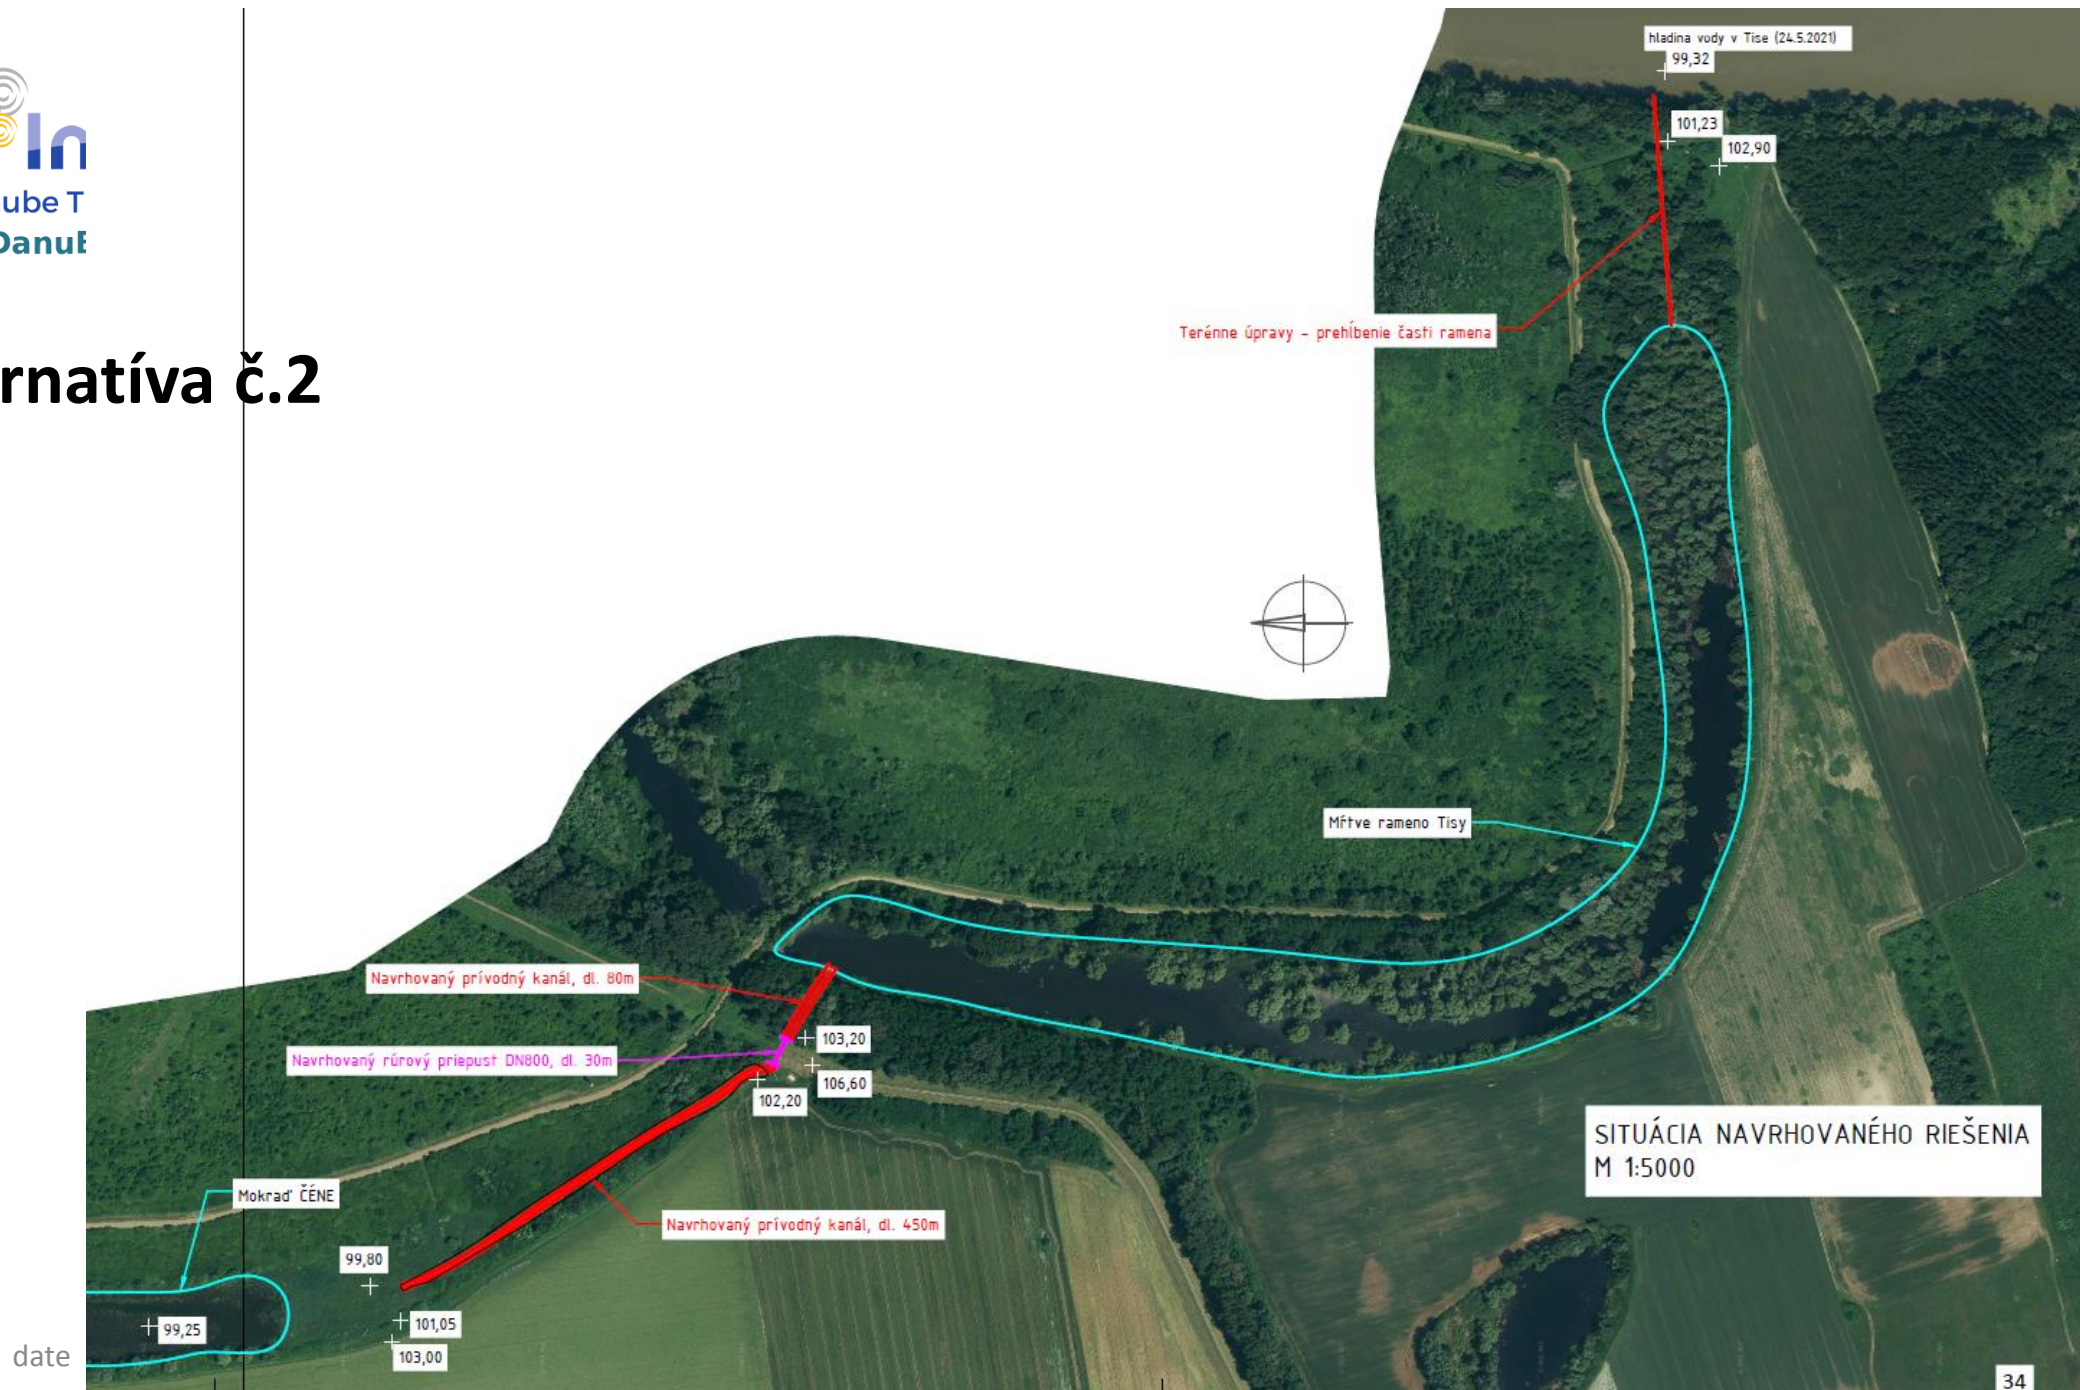 hladina vody v Tise (24.5.2021)
99,32
In
101,23
102,90
ube T
Danu
Terénne úpravy - prehĺbenie časti ramena
rnatíva č.2
Mŕtve rameno Tisy
Navrhovaný prívodný kanál, dl. 80m
103,20
Navrhovaný rúrový priepust DN800, dl. 30m
106,60
102,20
SITUÁCIA NAVRHOVANÉHO RIEŠENIA
M 1:5000
Mokraď ČÉNE
Navrhovaný prívodný kanál, dl. 450m
99,80
101,05
99,25
103,00
date
34